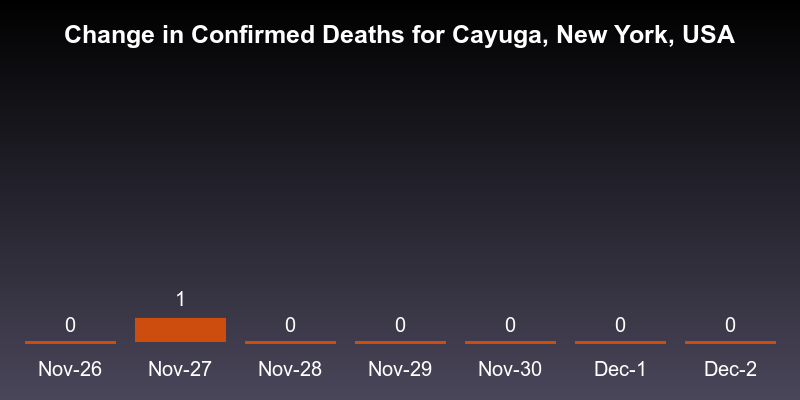 Change in Confirmed Deaths for Cayuga, New York, USA
0 1 0 0 0 0 0
Nov-26 Nov-27 Nov-28 Nov-29 Nov-30 Dec-1 Dec-2